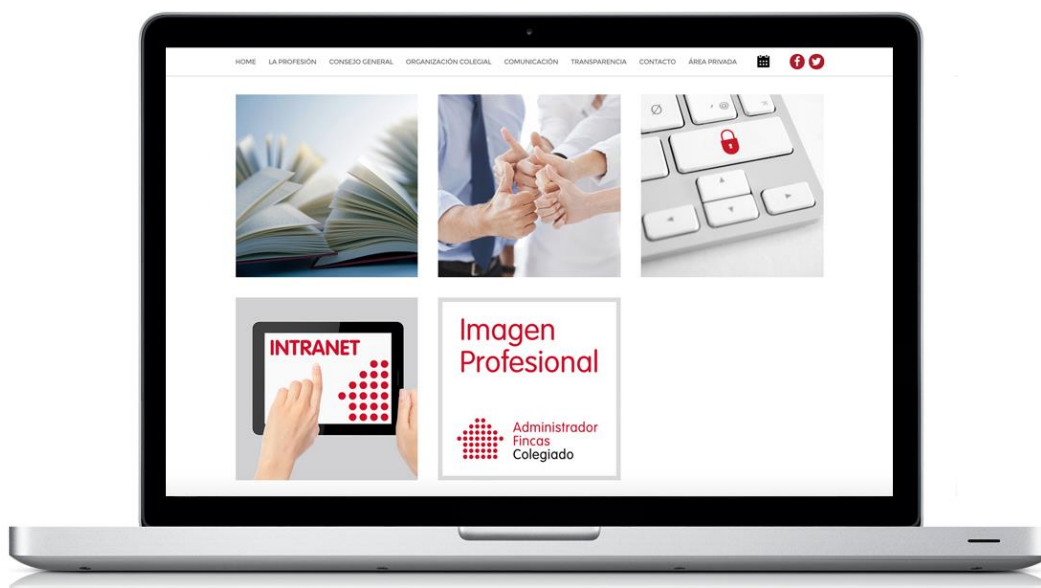 HOME LA PROFESIÓN CONSEJO GENERAL ORGANIZACIÓN COLEGIAL COMUNICACIÓN TRANSPARENCIA CONTACTO ÁREA PRIVADA
INTRANET
Imagen
Profesional
Administrador
Fincas
Colegiado